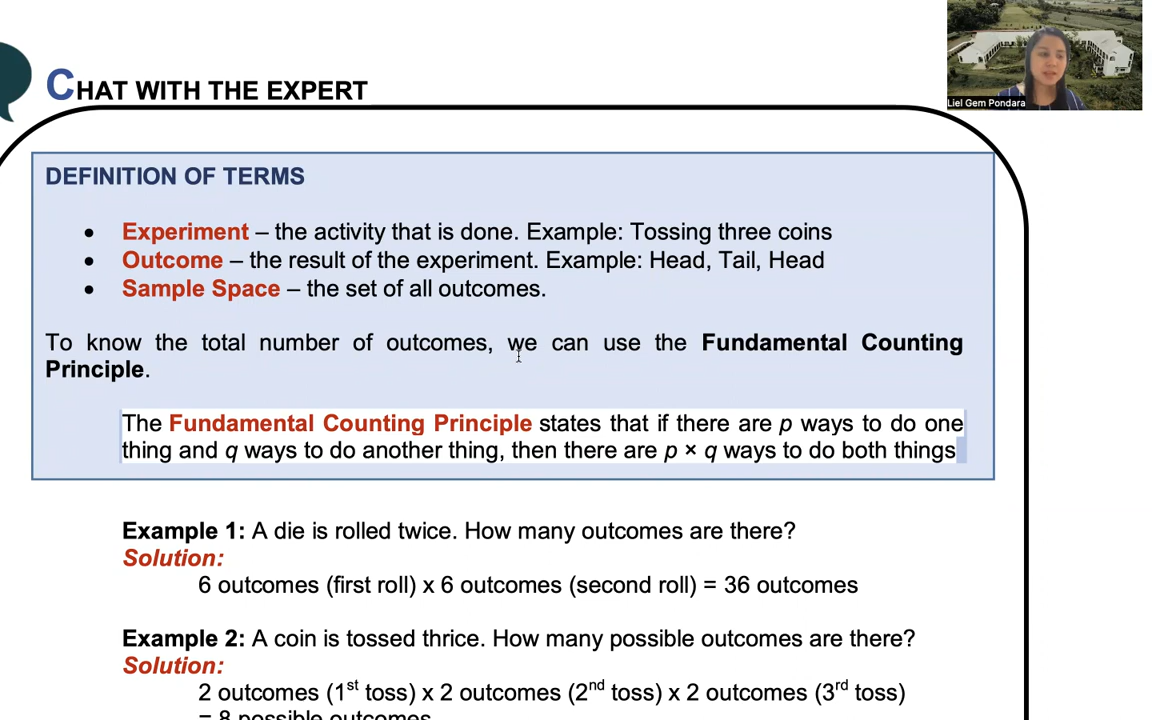 CHAT WITH THE EXPERT
Liel Gem Pondara
DEFINITION OF TERMS
• Experiment – the activity that is done. Example: Tossing three coins
• Outcome – the result of the experiment. Example: Head, Tail, Head
• Sample Space – the set of all outcomes.
To know the total number of outcomes, we can use the Fundamental Counting
Principle.
The Fundamental Counting Principle states that if there are p ways to do one
thing and q ways to do another thing, then there are p × q ways to do both things
Example 1: A die is rolled twice. How many outcomes are there?
Solution:
6 outcomes (first roll) x 6 outcomes (second roll) = 36 outcomes
Example 2: A coin is tossed thrice. How many possible outcomes are there?
Solution:
2 outcomes (1st toss) x 2 outcomes (2nd toss) x 2 outcomes (3rd toss)
= 8 possible outcomes